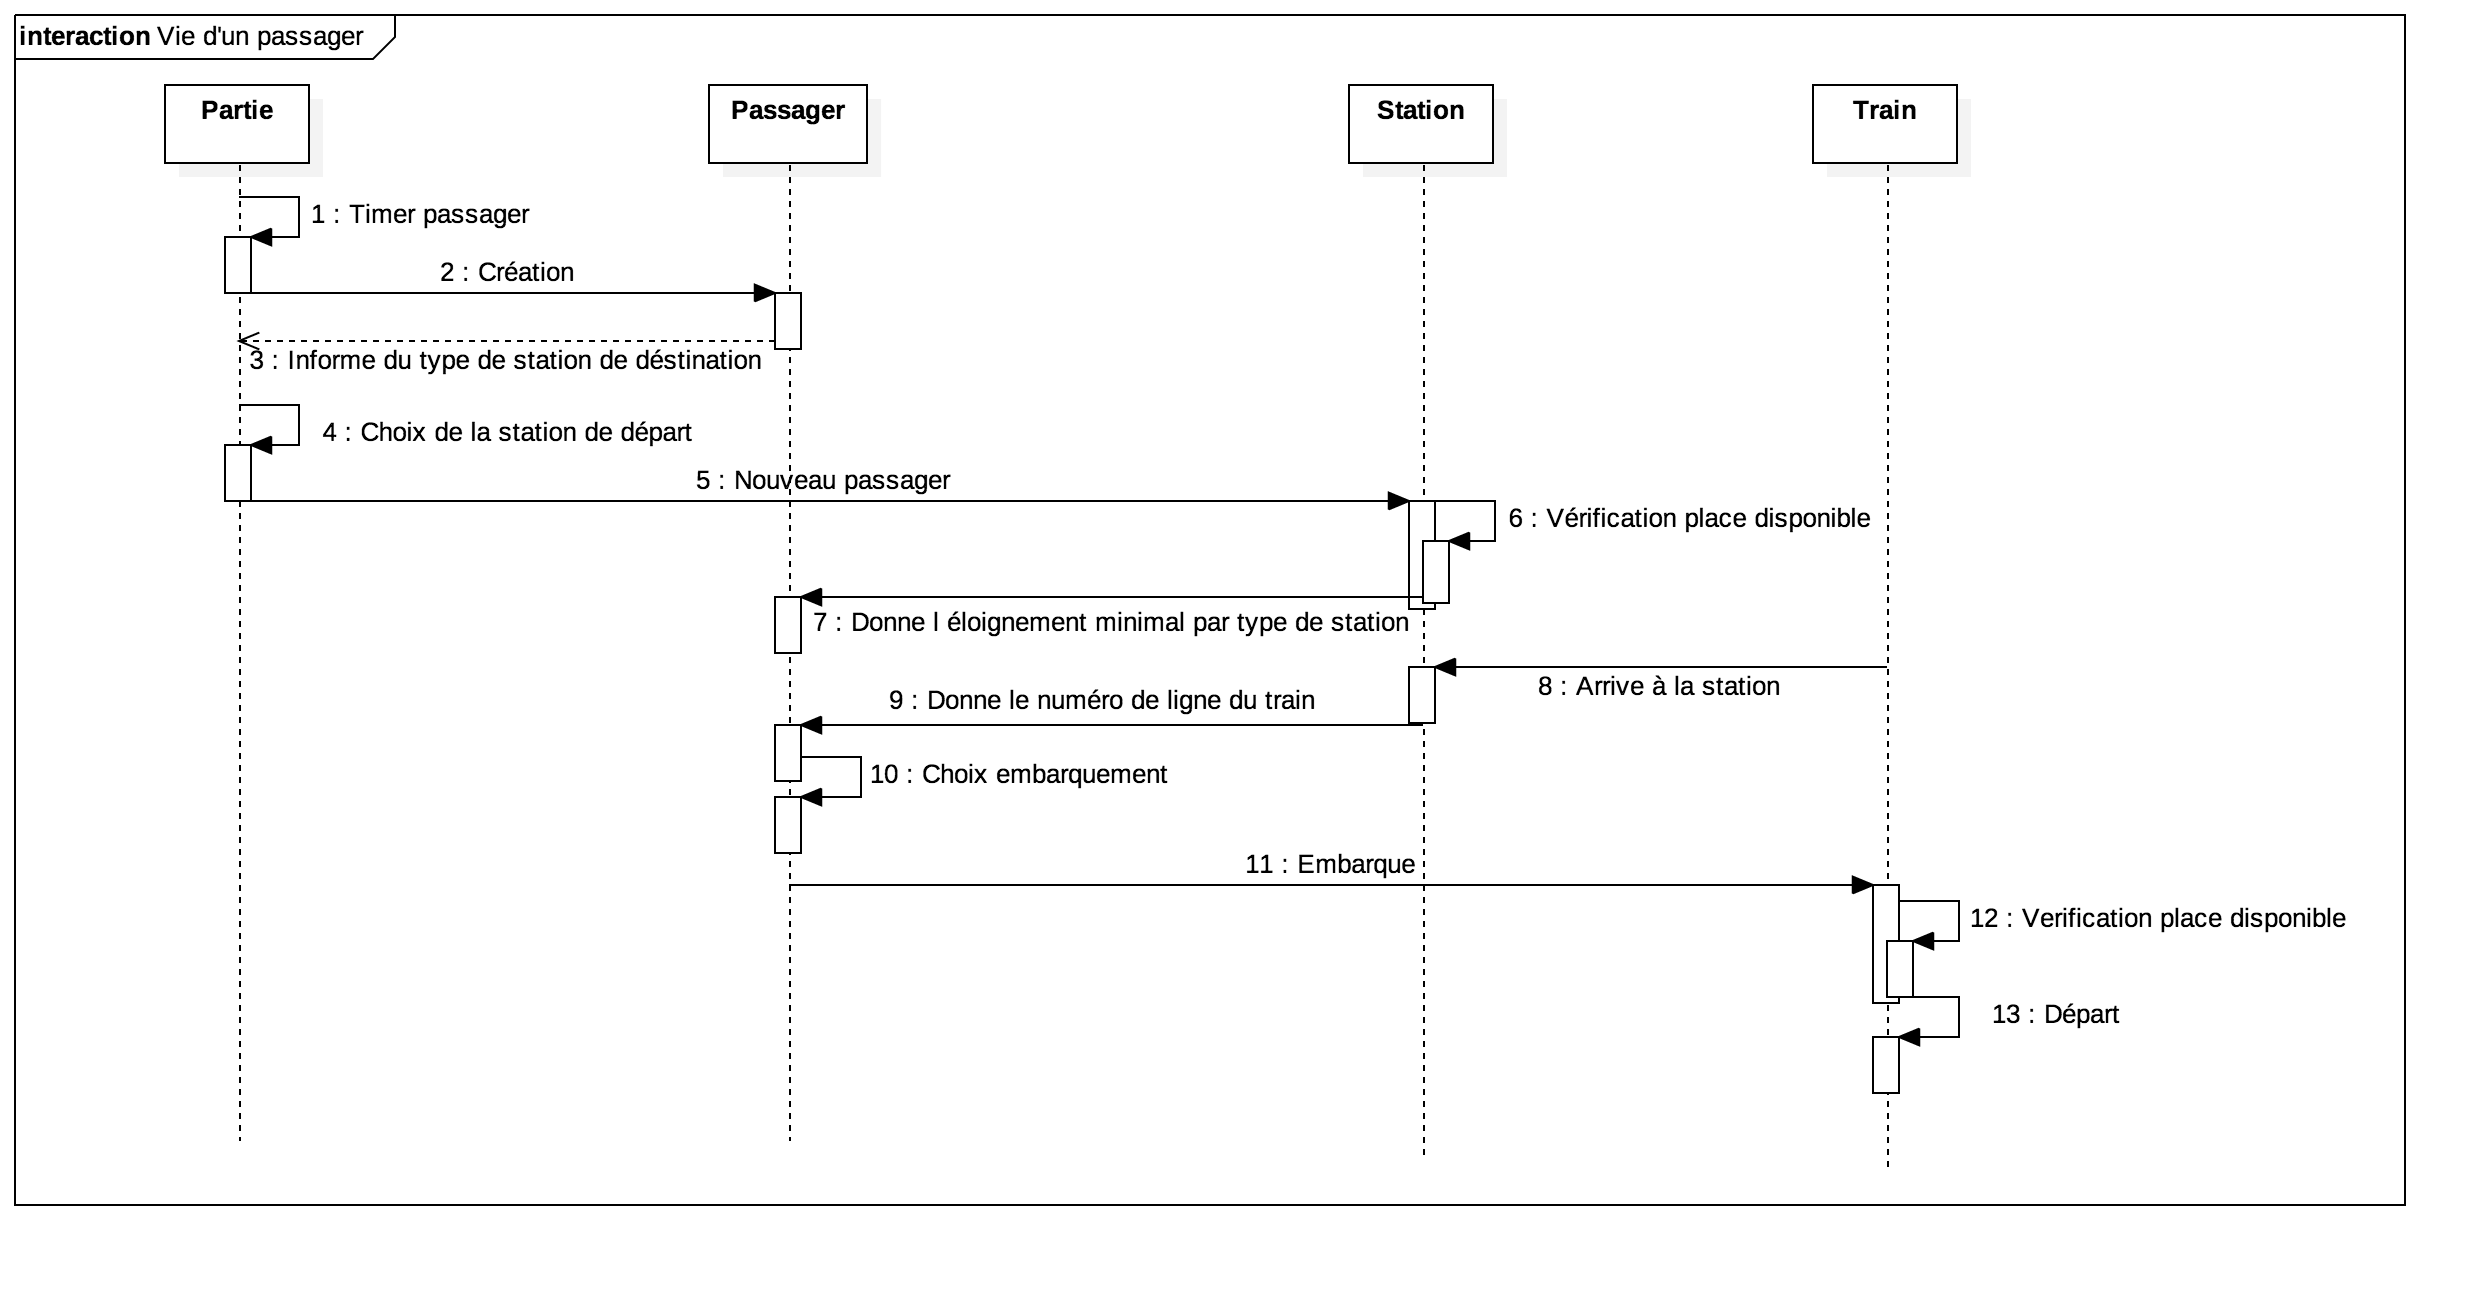 interaction Vie d'un passager
Partie
Passager
Station
Train
1 : Timer passager
2 : Création
3 : Informe du type de station de déstination
4 : Choix de la station de départ
5 : Nouveau passager
6 : Vérification place disponible
7 : Donne l éloignement minimal par type de station
8 : Arrive à la station
9 : Donne le numéro de ligne du train
10 : Choix embarquement
11 : Embarque
12 : Verification place disponible
13 : Départ